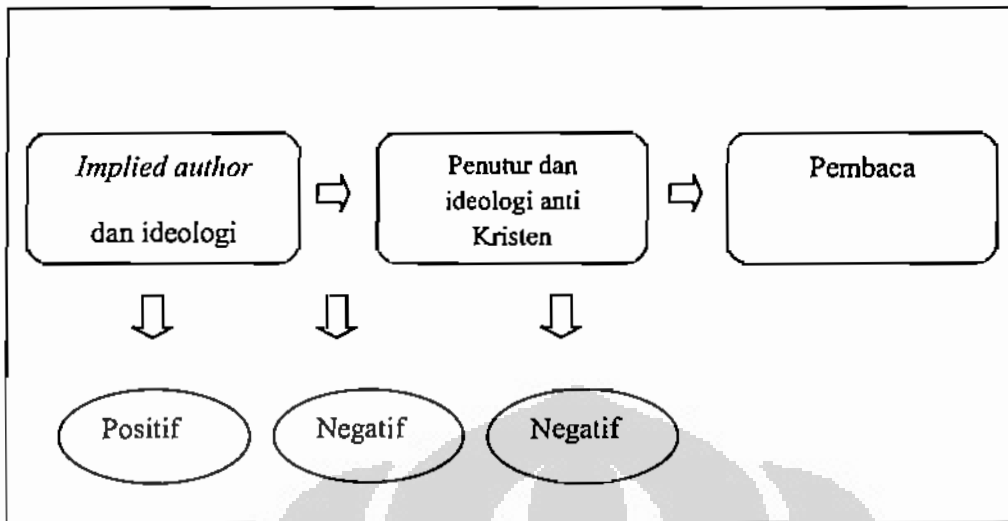 Implied author
dan ideologi
Penutur dan
ideologi anti
Kristen
Pembaca
Positif
Negatif
Negatif